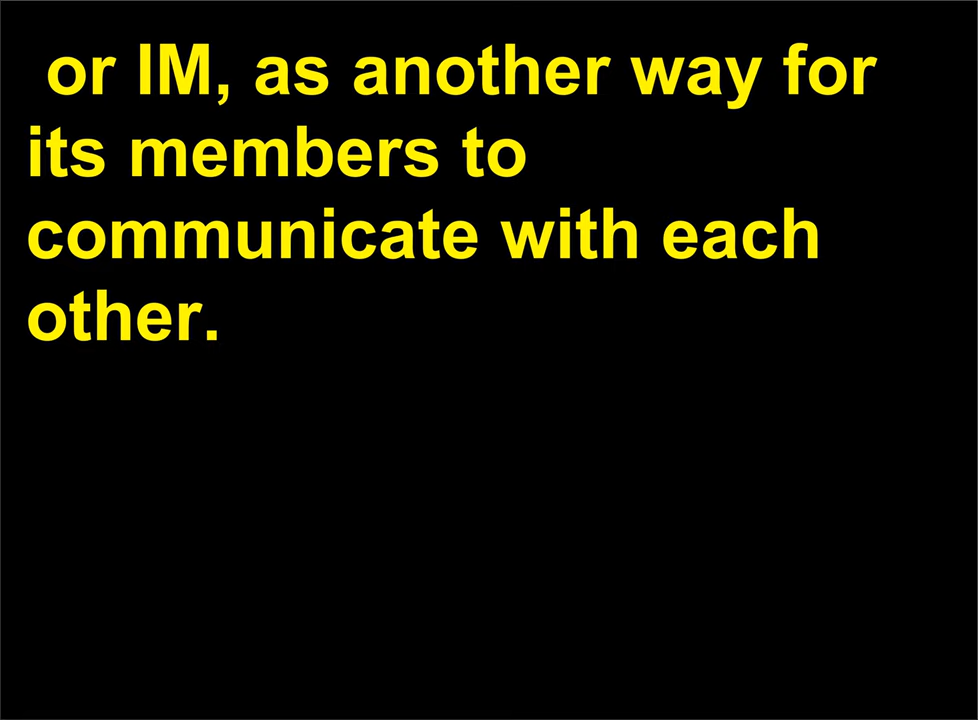 or IM, as another way for
its members to
communicate with each
other.